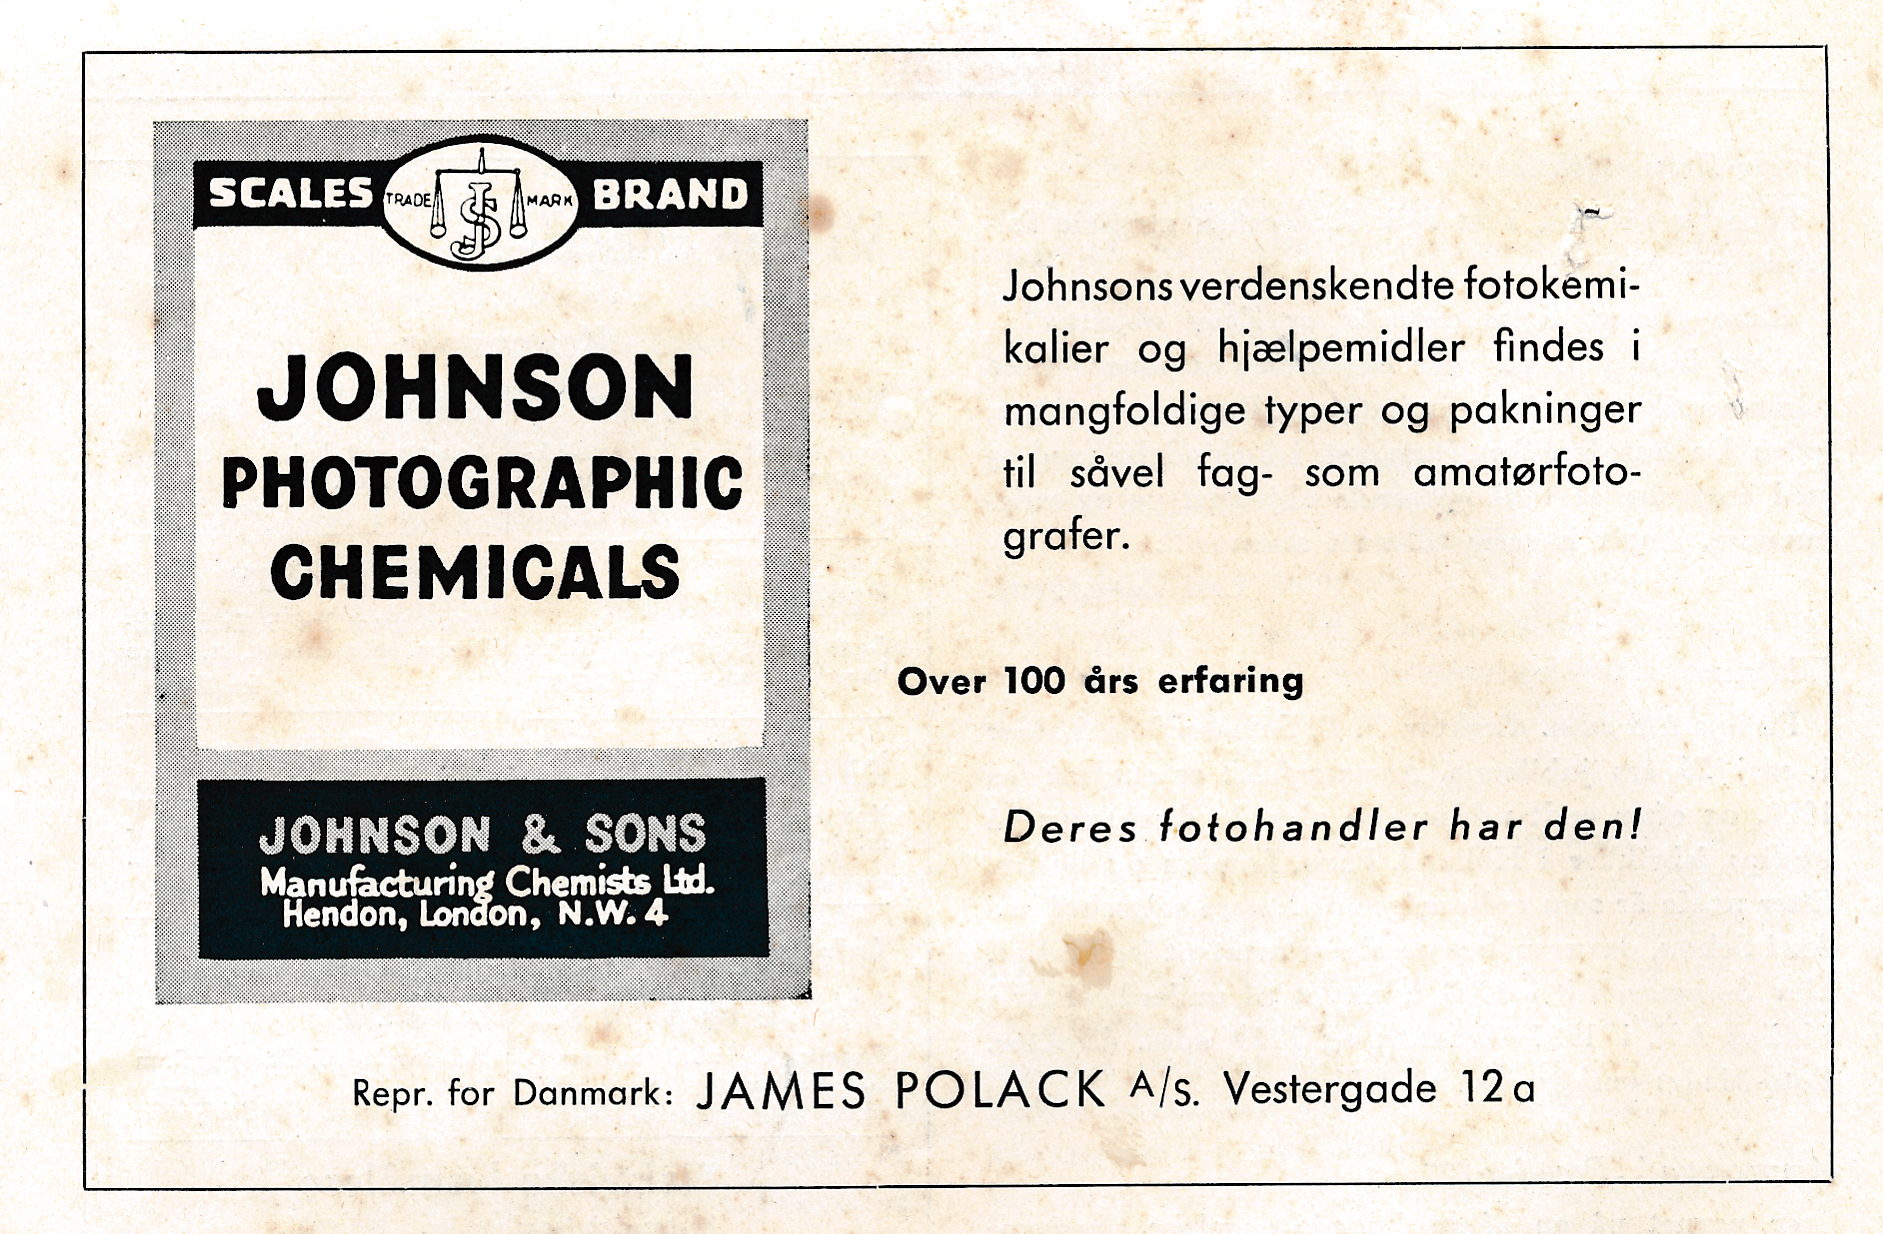 SCALES TRADE JS MARK BRAND
JOHNSON
PHOTOGRAPHIC
CHEMICALS
JOHNSON & SONS
Manufacturing Chemists Ltd.
Hendon, London, N.W. 4
Johnsons verdenskendte fotokemi-
kalier og hjælpemidler findes i
mangfoldige typer og pakninger
til såvel fag- som amatørfoto-
grafer.
Over 100 års erfaring
Deres fotohandler har den!
Repr. for Danmark: JAMES POLACK A/S. Vestergade 12 a